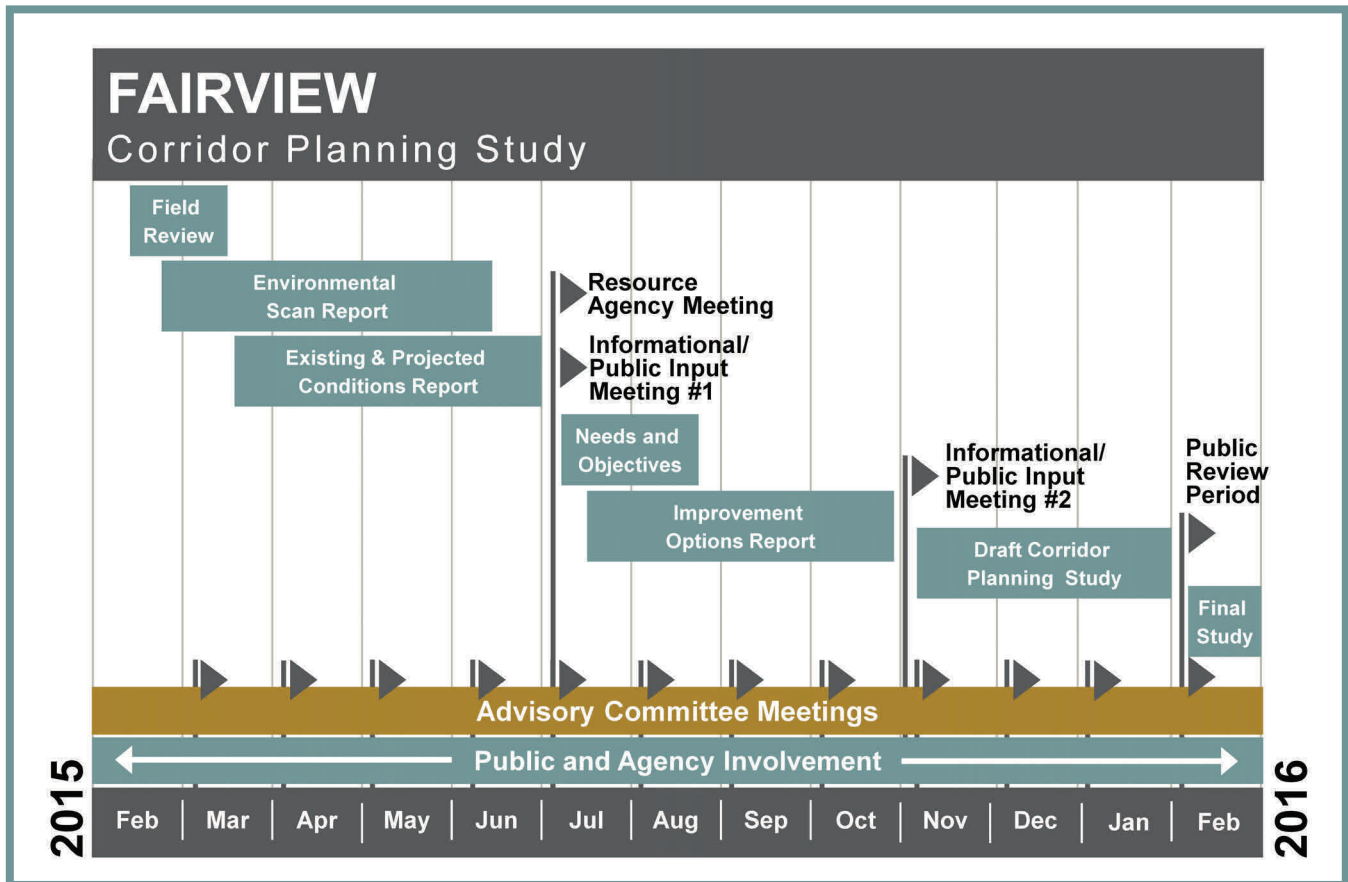 FAIRVIEW
Corridor Planning Study
Field
Review
Environmental
Scan Report
Existing & Projected
Conditions Report
Resource
Agency Meeting
Informational/
Public Input
Meeting #1
Needs and
Objectives
Improvement
Options Report
Informational/
Public Input
Meeting #2
Draft Corridor
Planning Study
Public
Review
Period
Final
Study
Advisory Committee Meetings
Public and Agency Involvement
2015
Feb
Mar
Apr
May
Jun
Jul
Aug
Sep
Oct
Nov
Dec
Jan
Feb
2016